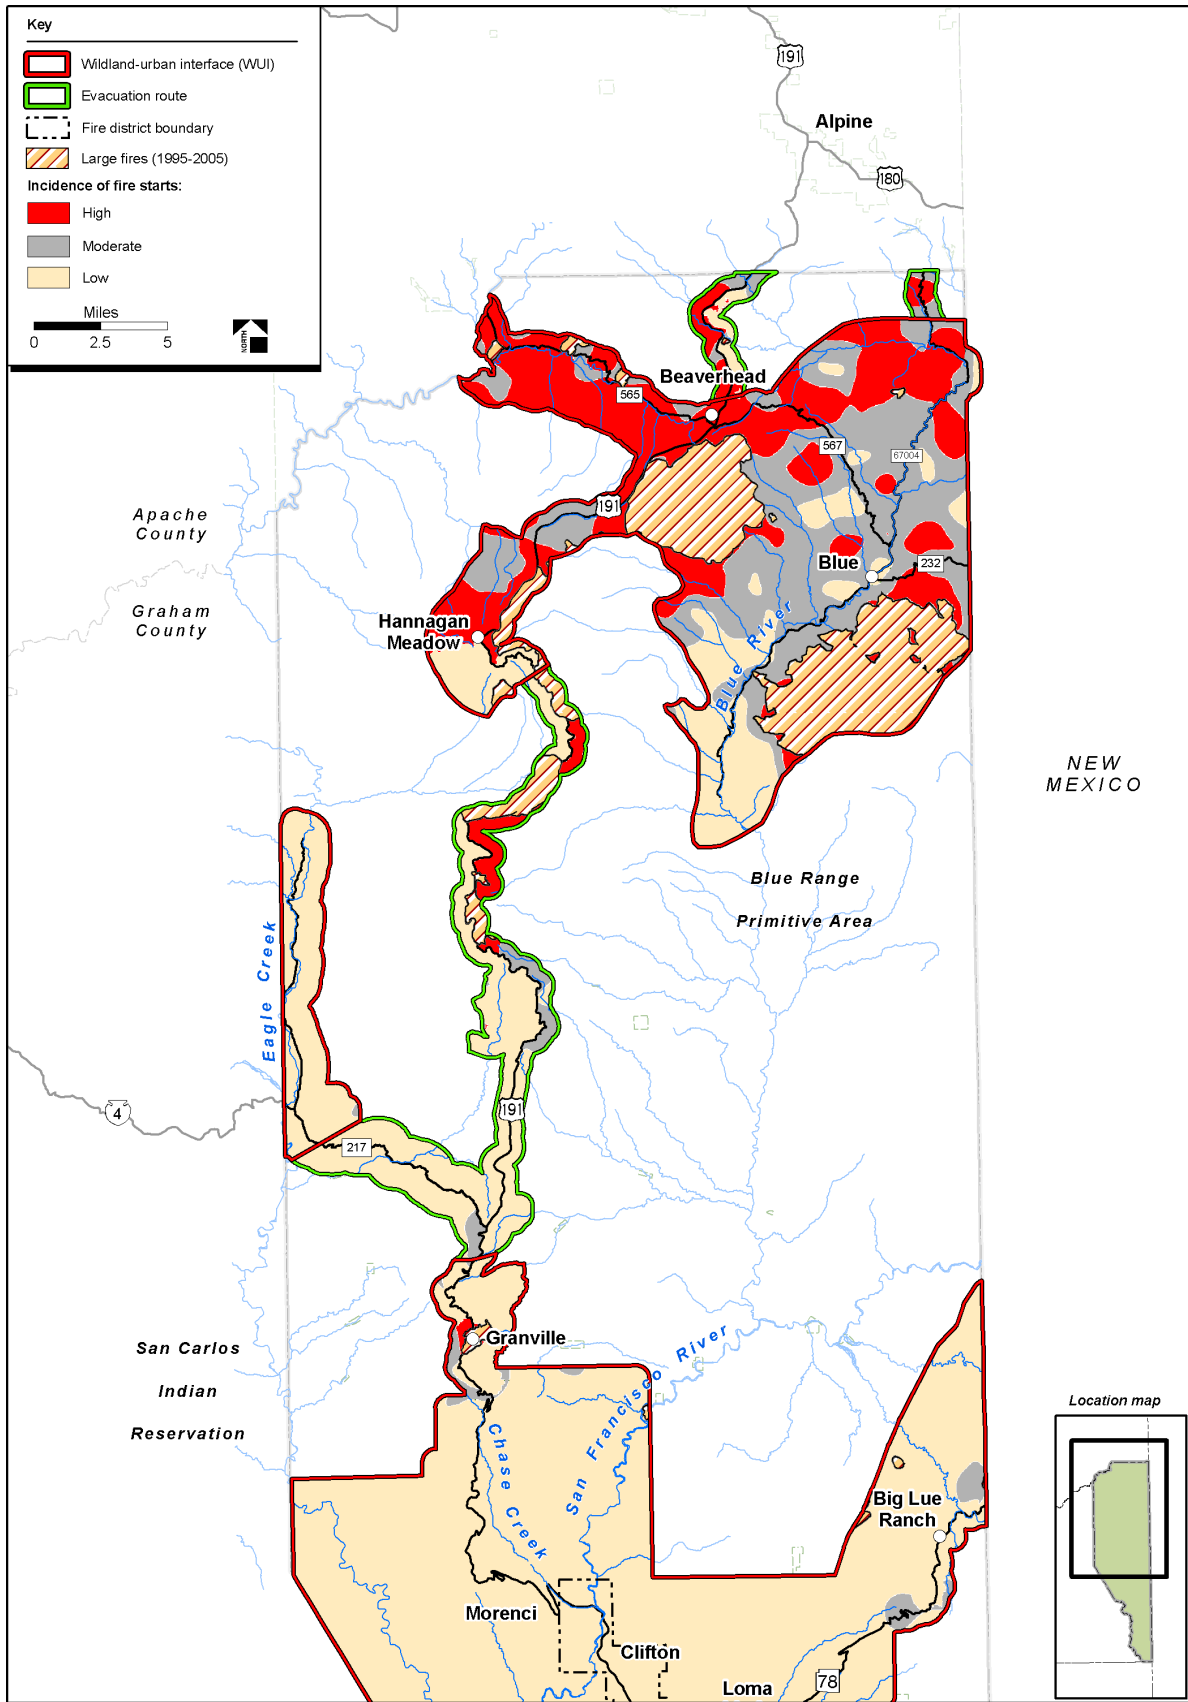 Key
Wildland-urban interface (WUI)
Evacuation route
Fire district boundary
Large fires (1995-2005)
Incidence of fire starts:
High
Moderate
Low
Miles
0 2.5 5
NORTH
191
Alpine
180
Beaverhead
565
567
67004
191
Apache
County
Blue
232
Graham
County
Hannagan
Meadow
Blue River
NEW
MEXICO
Blue Range
Primitive Area
Eagle Creek
4
191
217
San Carlos
Indian
Reservation
Granville
San Francisco River
Chase Creek
Location map
Big Lue
Ranch
Morenci
Clifton
Loma
78